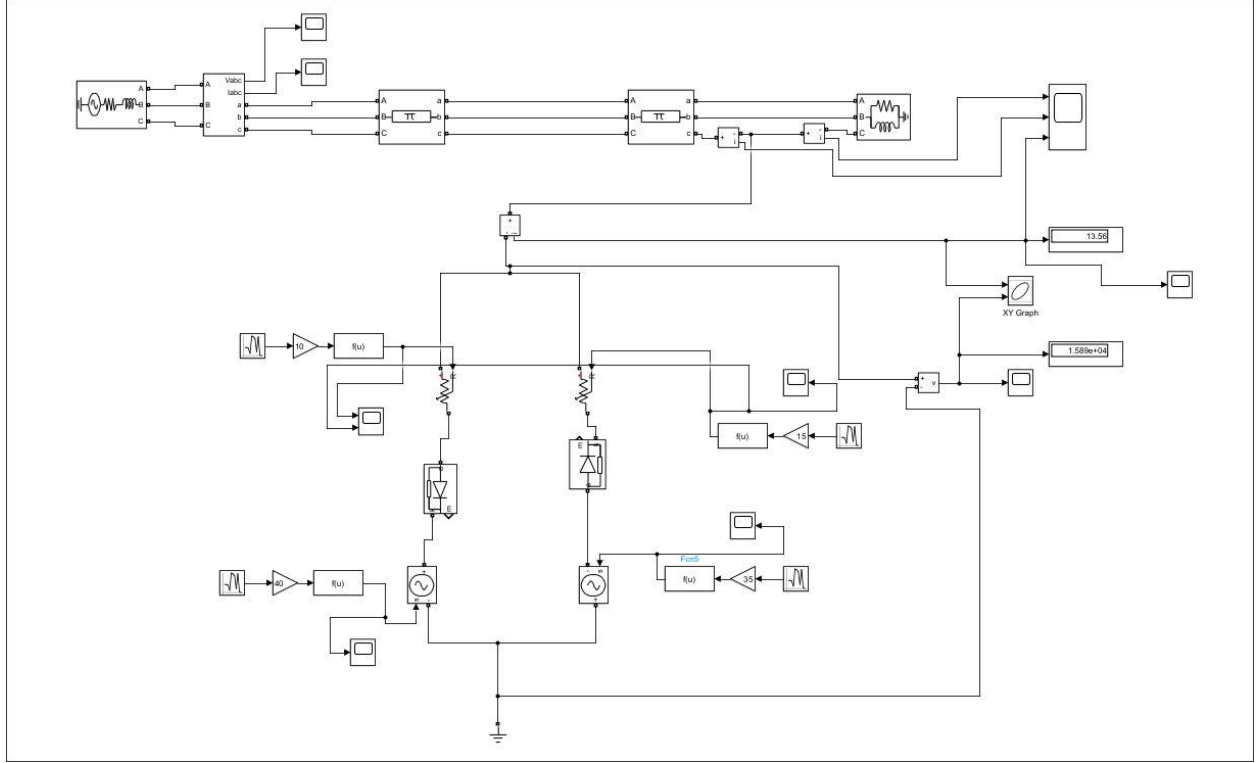 Vabc
Iabc
A
A
a
B
B
b
C
C
c
A
a
B
π
b
C
c
A
a
B
π
b
C
c
A
B
C
+
-
i
+
-
i
+
-
i
13.56
XY Graph
10
f(u)
R
R
1.589e+04
+
-
v
f(u)
15
m
m
40
f(u)
+
s
-
Fcn5
-
s
+
f(u)
35